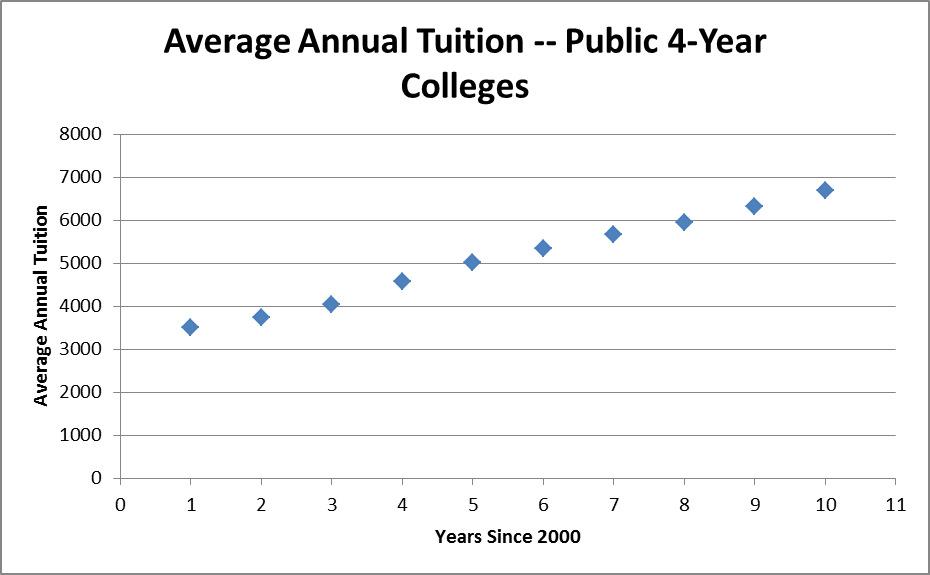 Average Annual Tuition -- Public 4-Year
Colleges
8000
7000
6000
5000
4000
3000
2000
1000
0
Average Annual Tuition
0 1 2 3 4 5 6 7 8 9 10 11
Years Since 2000